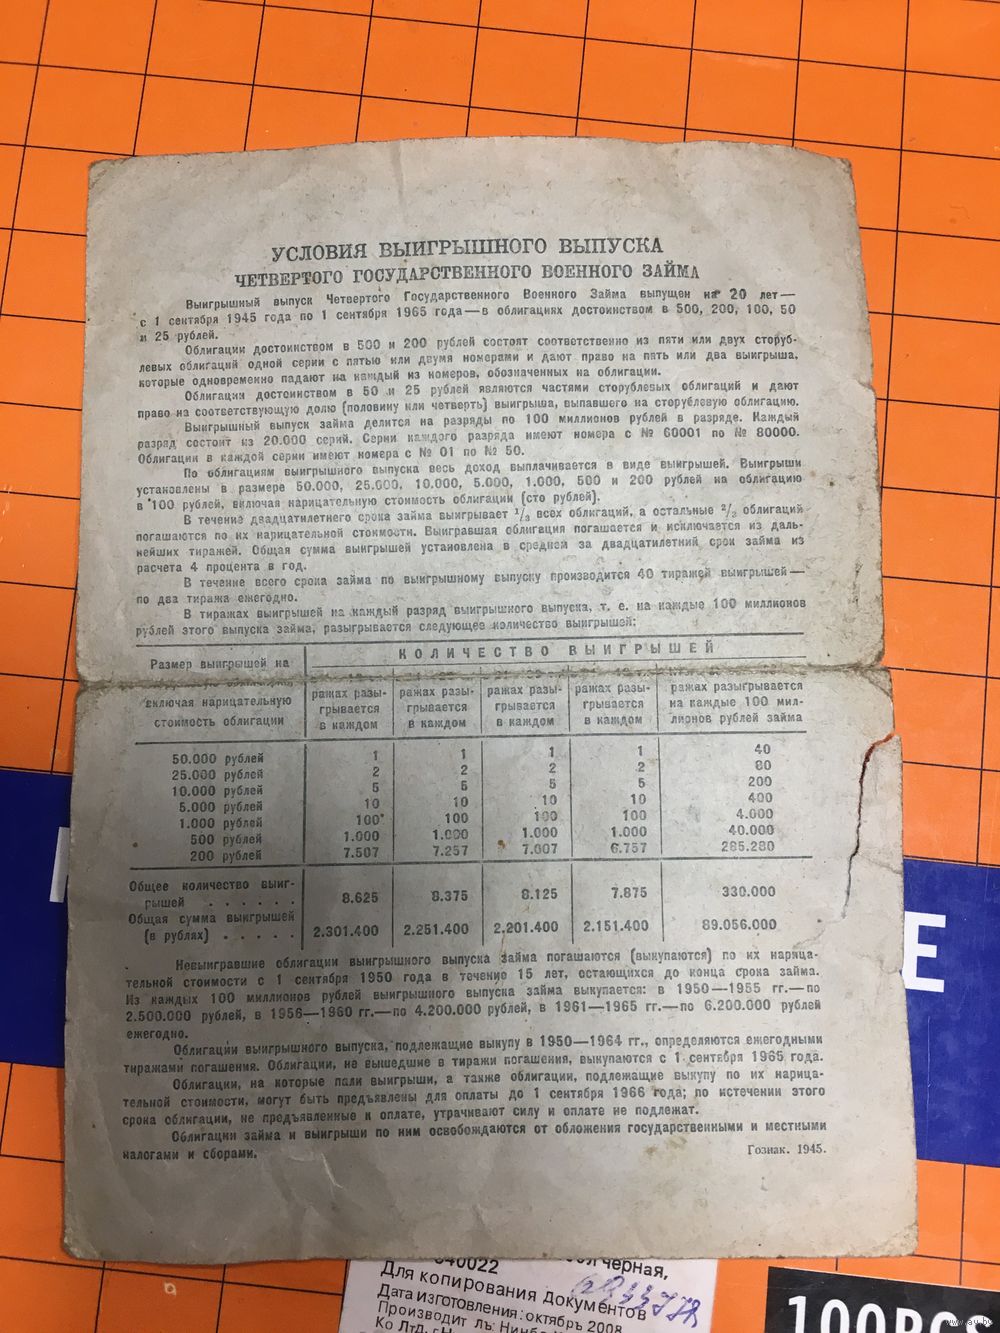 УСЛОВИЯ ВЫИГРЫШНОГО ВЫПУСКА
ЧЕТВЕРТОГО ГОСУДАРСТВЕННОГО ВОЕННОГО ЗАЙМА
Выигрышный выпуск Четвертого Государственного Военного Займа выпущен на 20 лет—
с 1 сентября 1945 года по 1 сентября 1965 года—в облигациях достоинством в 500, 200, 100, 50
и 25 рублей.
Облигации достоинством в 500 и 200 рублей состоят соответственно из пяти или двух сторуб-
левых облигаций одной серии с пятью или двумя номерами и дают право на пять или два выигрыша,
которые одновременно падают на каждый из номеров, обозначенных на облигации.
Облигации достоинством в 50 и 25 рублей являются частями сторублевых облигаций и дают
право на соответствующую долю (половину или четверть) выигрыша, выпавшего на сторублевую облигацию.
Выигрышный выпуск займа делится на разряды по 100 миллионов рублей в разряде. Каждый
разряд состоит из 20.000 серий. Серии каждого разряда имеют номера с № 60001 по № 80000.
Облигации в каждой серии имеют номера с № 01 по № 50.
По облигациям выигрышного выпуска весь доход выплачивается в виде выигрышей. Выигрыши
установлены в размере 50.000, 25.000, 10.000, 5.000, 1.000, 500 и 200 рублей на облигацию
в 100 рублей, включая нарицательную стоимость облигации (сто рублей).
В течение двадцатилетнего срока займа выигрывает 1/3 всех облигаций, а остальные 2/3 облигаций
погашаются по их нарицательной стоимости. Выигравшая облигация погашается и исключается из даль-
нейших тиражей. Общая сумма выигрышей установлена в среднем за двадцатилетний срок займа из
расчета 4 процента в год.
В течение всего срока займа по выигрышному выпуску производится 40 тиражей выигрышей—
по два тиража ежегодно.
В тиражах выигрышей на каждый разряд выигрышного выпуска, т. е. на каждые 100 миллионов
рублей этого выпуска займа, разыгрывается следующее количество выигрышей:
Размер выигрышей на
КОЛИЧЕСТВО ВЫИГРЫШЕЙ
включая нарицательную
стоимость облигации
ражах разы-
грывается
в каждом
ражах разы-
грывается
в каждом
ражах разы-
грывается
в каждом
ражах разы-
грывается
в каждом
ражах разыгрывается
на каждые 100 мил-
лионов рублей займа
50.000 рублей 1 1 1 1 40
25.000 рублей 2 2 2 2 80
10.000 рублей 5 5 5 5 200
5.000 рублей 10 10 10 10 400
1.000 рублей 100 100 100 100 4.000
500 рублей 1.000 1.000 1.000 1.000 40.000
200 рублей 7.507 7.257 7.007 6.757 285.280
Общее количество выиг-
рышей . . . . . . 8.625 8.375 8.125 7.875 330.000
Общая сумма выигрышей
(в рублях) . . . . . 2.301.400 2.251.400 2.201.400 2.151.400 89.056.000
Невыигравшие облигации выигрышного выпуска займа погашаются (выкупаются) по их нарица-
тельной стоимости с 1 сентября 1950 года в течение 15 лет, остающихся до конца срока займа.
Из каждых 100 миллионов рублей выигрышного выпуска займа выкупается: в 1950—1955 гг.—по
2.500.000 рублей, в 1956—1960 гг.—по 4.200.000 рублей, в 1961—1965 гг.—по 6.200.000 рублей
ежегодно.
Облигации выигрышного выпуска, подлежащие выкупу в 1950—1964 гг., определяются ежегодными
тиражами погашения. Облигации, не вышедшие в тиражи погашения, выкупаются с 1 сентября 1965 года.
Облигации, на которые пали выигрыши, а также облигации, подлежащие выкупу по их нарица-
тельной стоимости, могут быть предъявлены для оплаты до 1 сентября 1966 года; по истечении этого
срока облигации, не предъявленные к оплате, утрачивают силу и оплате не подлежат.
Облигации займа и выигрыши по ним освобождаются от обложения государственными и местными
налогами и сборами.
Гознак. 1945.
E
840022 черная,
Для копирования документов
Дата изготовления: октябрь 2008
Производит
100PCS